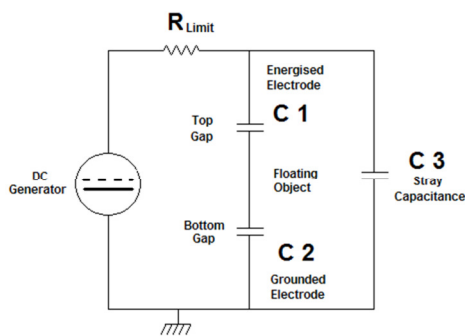 R Limit
Energised
Electrode
C 1
Top
Gap
DC
Generator
Floating
Object
C 3
Stray
Capacitance
Bottom
Gap
C 2
Grounded
Electrode